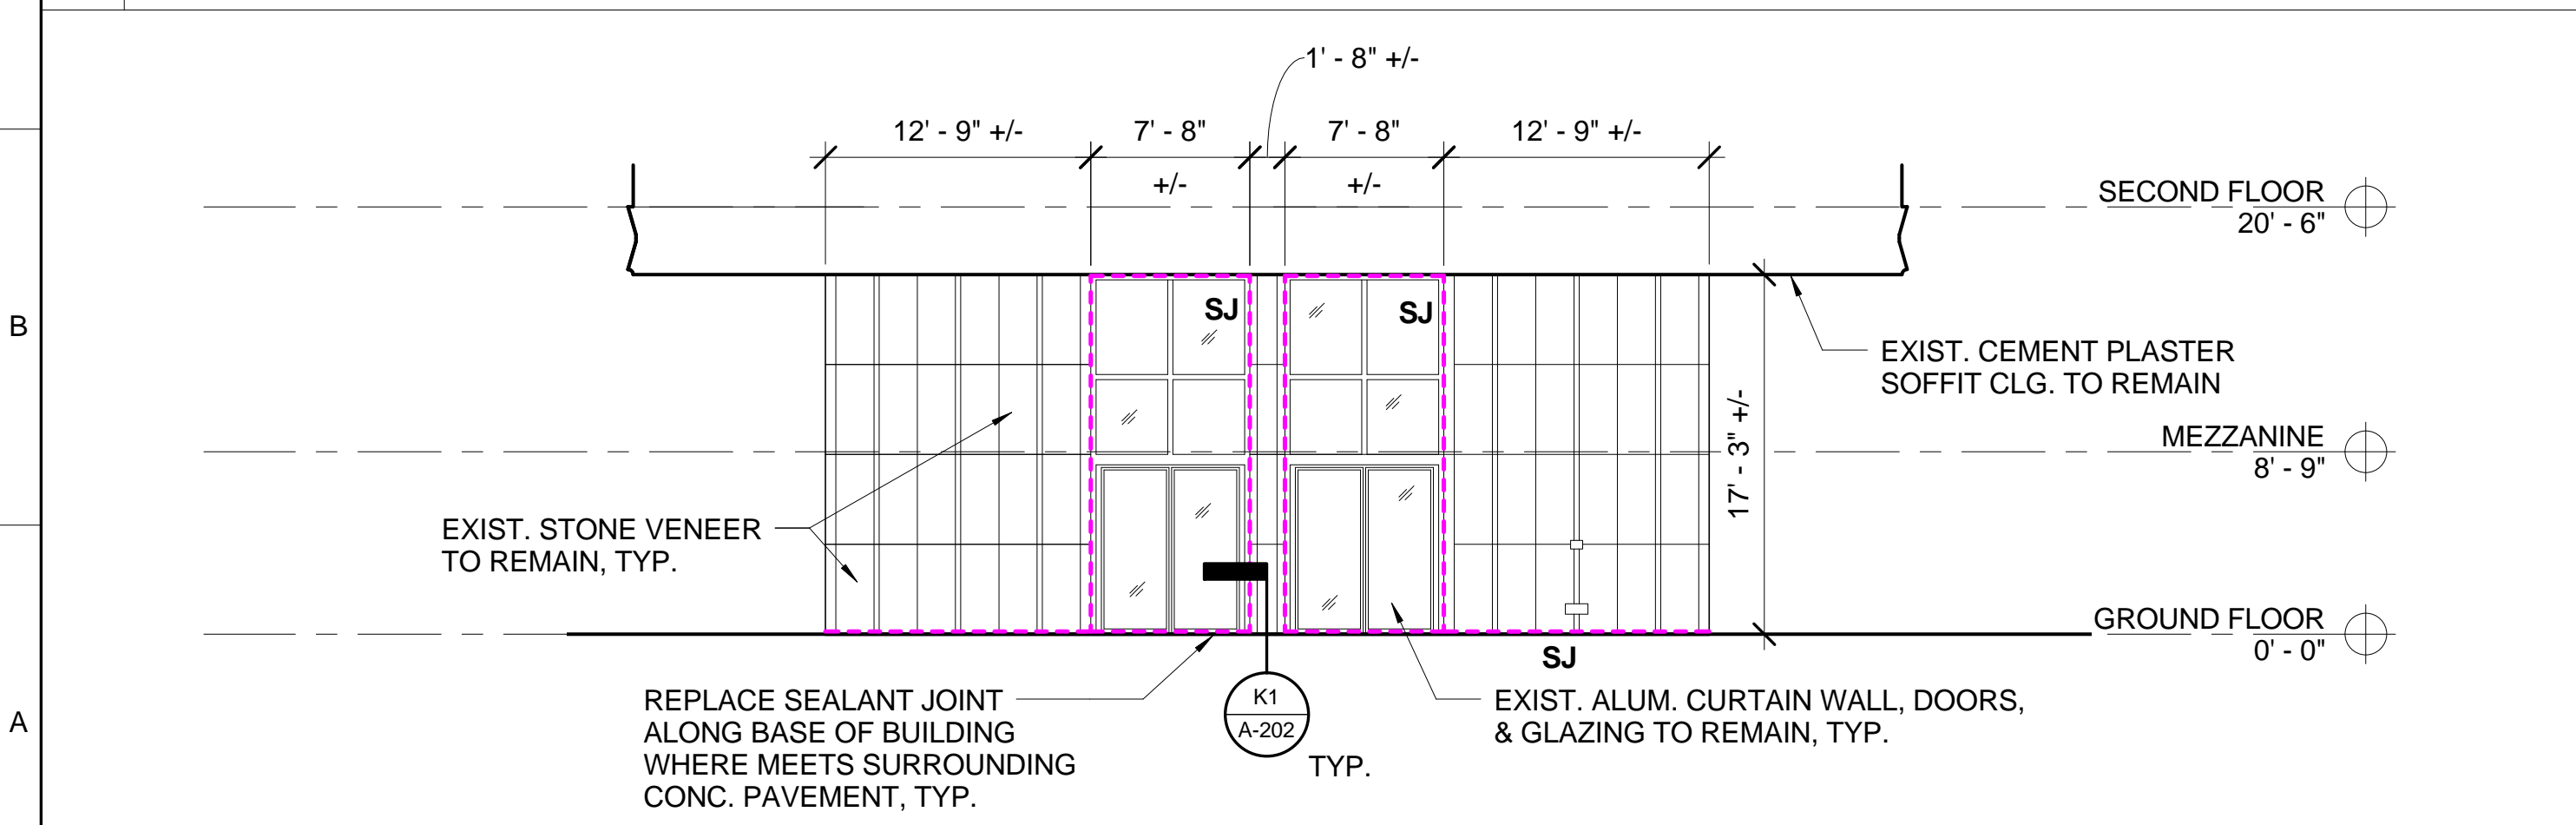 1' - 8" +/-
12' - 9" +/-
7' - 8"
+/-
7' - 8"
+/-
12' - 9" +/-
SECOND FLOOR
20' - 6"
SJ
SJ
B
EXIST. CEMENT PLASTER
SOFFIT CLG. TO REMAIN
17' - 3" +/-
MEZZANINE
8' - 9"
EXIST. STONE VENEER
TO REMAIN, TYP.
GROUND FLOOR
0' - 0"
SJ
A
REPLACE SEALANT JOINT
ALONG BASE OF BUILDING
WHERE MEETS SURROUNDING
CONC. PAVEMENT, TYP.
K1
A-202
TYP.
EXIST. ALUM. CURTAIN WALL, DOORS,
& GLAZING TO REMAIN, TYP.